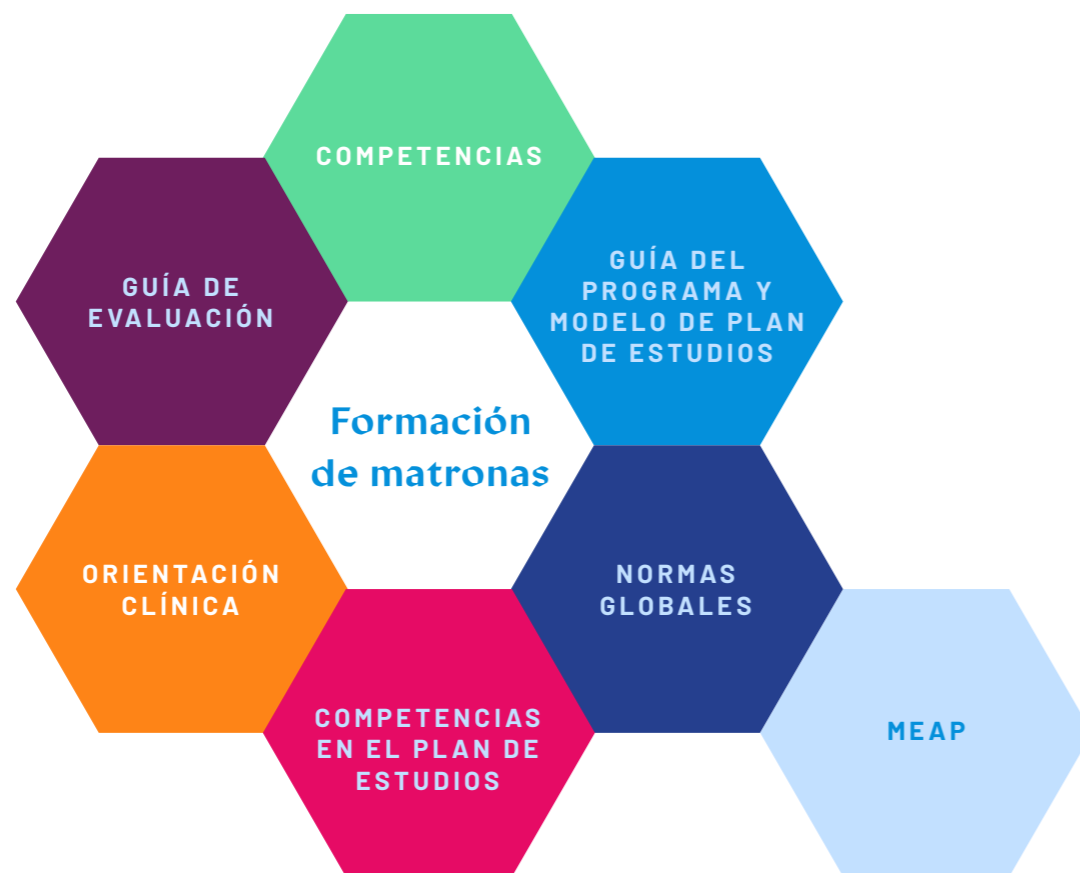 COMPETENCIAS
GUÍA DE
EVALUACIÓN
GUÍA DEL
PROGRAMA Y
MODELO DE PLAN
DE ESTUDIOS
Formación
de matronas
ORIENTACIÓN
CLÍNICA
NORMAS
GLOBALES
COMPETENCIAS
EN EL PLAN DE
ESTUDIOS
MEAP